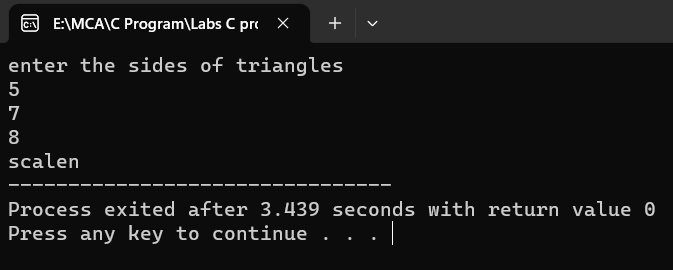 E:\MCA\C Program\Labs C pr
enter the sides of triangles
5
7
8
scalen
--------------------------------
Process exited after 3.439 seconds with return value 0
Press any key to continue . . .